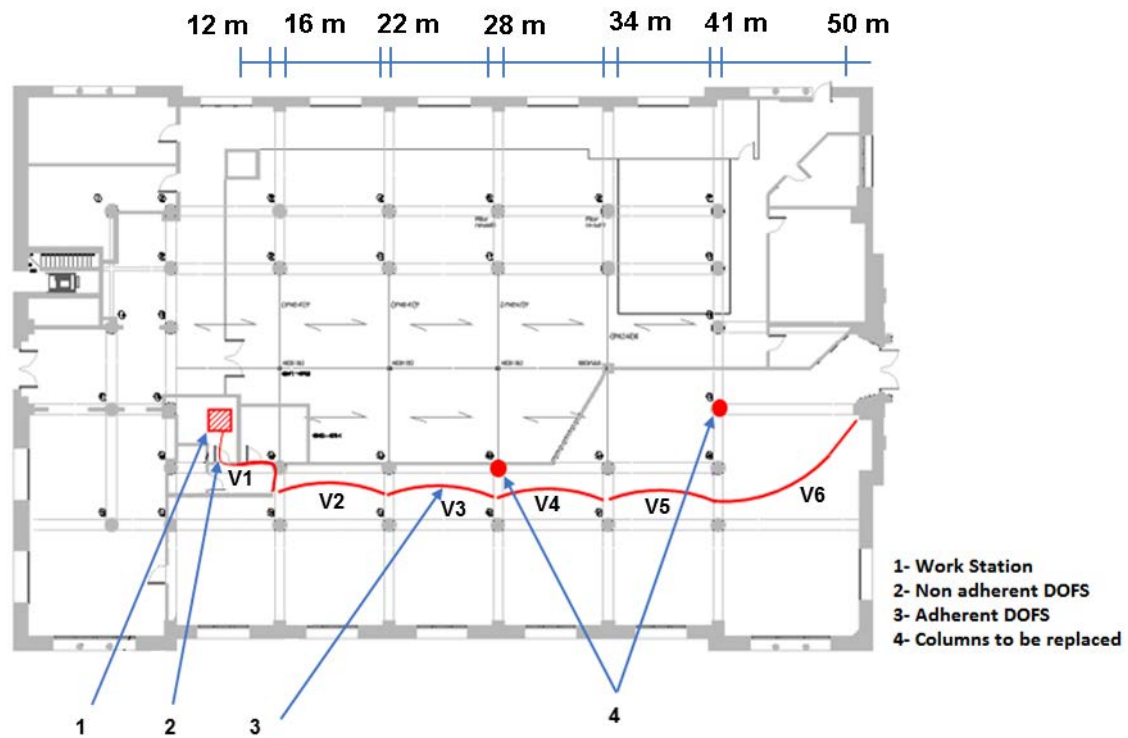 12 m 16 m 22 m 28 m 34 m 41 m 50 m
V1
V2
V3
V4
V5
V6
1- Work Station
2- Non adherent DOFS
3- Adherent DOFS
4- Columns to be replaced
1 2 3 4